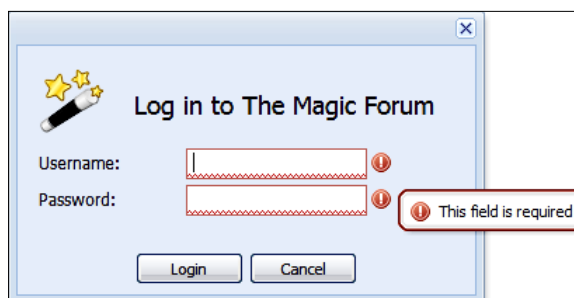 Log in to The Magic Forum
Username:
Password:
This field is required
Login
Cancel